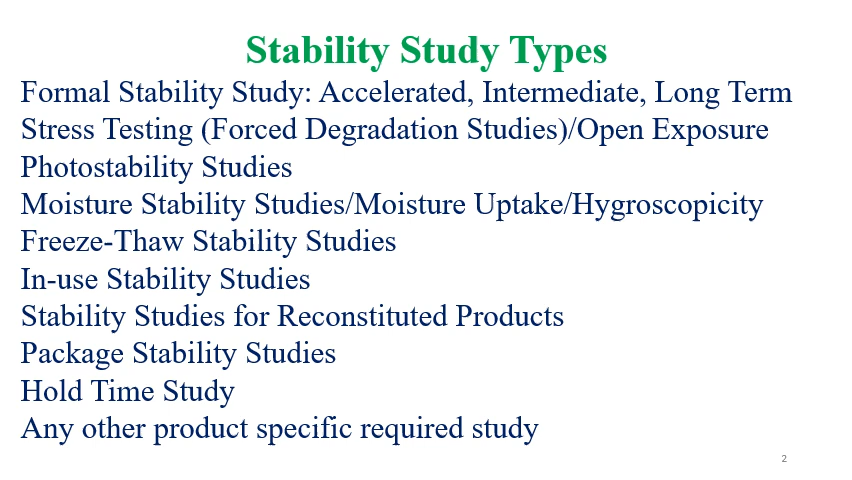 Stability Study Types
Formal Stability Study: Accelerated, Intermediate, Long Term
Stress Testing (Forced Degradation Studies)/Open Exposure
Photostability Studies
Moisture Stability Studies/Moisture Uptake/Hygroscopicity
Freeze-Thaw Stability Studies
In-use Stability Studies
Stability Studies for Reconstituted Products
Package Stability Studies
Hold Time Study
Any other product specific required study
2